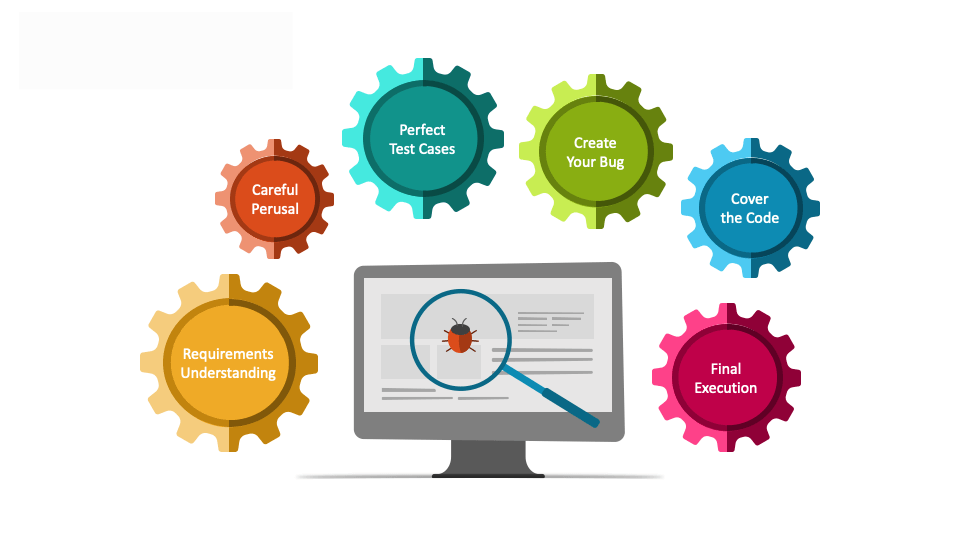 Requirements
Understanding
Careful
Perusal
Perfect
Test Cases
Create
Your Bug
Cover
the Code
Final
Execution